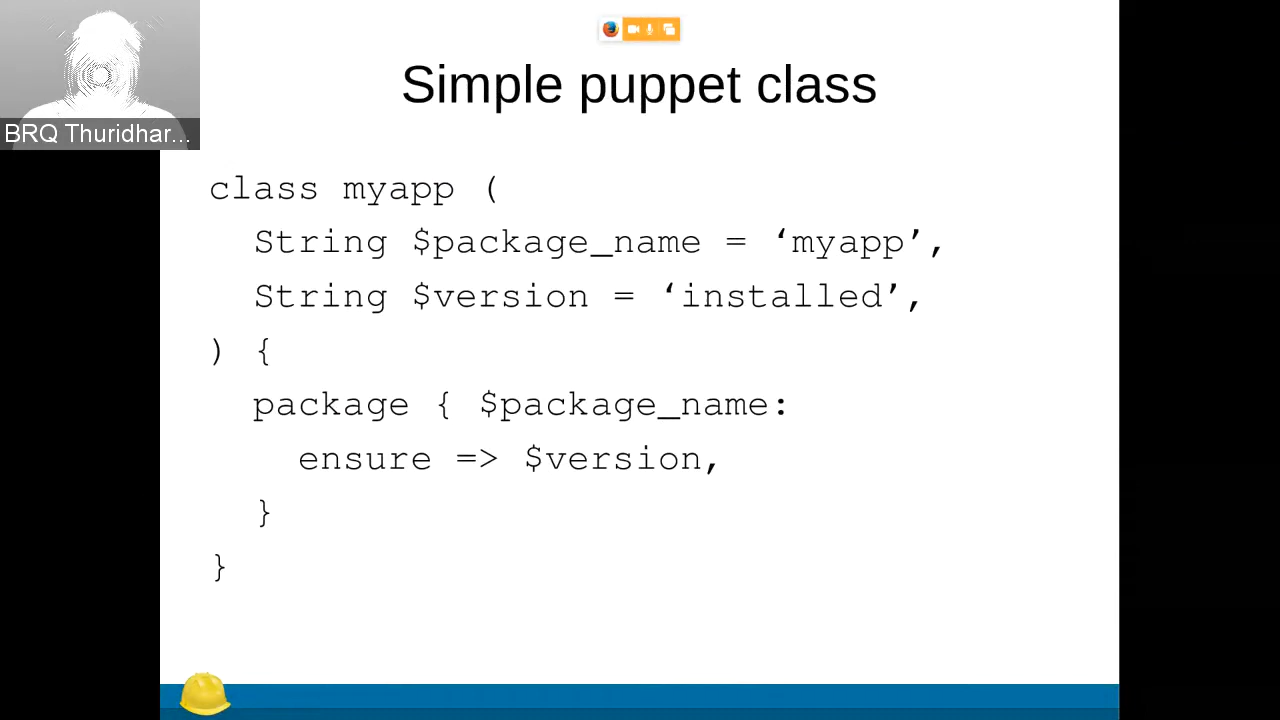 Simple puppet class
BRQ Thuridhar...
class myapp (
String $package_name = ‘myapp’,
String $version = ‘installed’,
) {
package { $package_name:
ensure => $version,
}
}